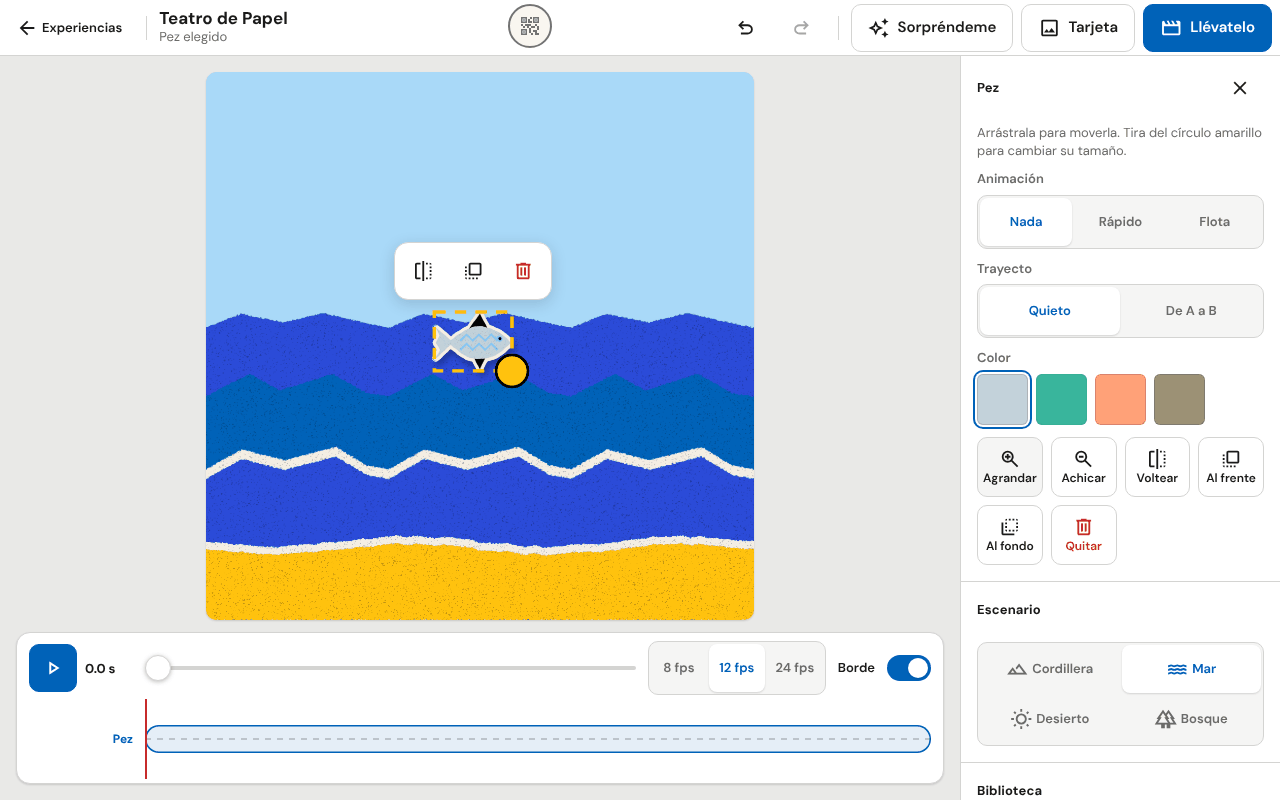 Experiencias
Teatro de Papel
Pez elegido
Sorpréndeme
Tarjeta
Llévatelo
Pez
Arrástrala para moverla. Tira del círculo amarillo
para cambiar su tamaño.
Animación
Nada
Rápido
Flota
Trayecto
Quieto
De A a B
Color
Agrandar
Achicar
Voltear
Al frente
Al fondo
Quitar
Escenario
Cordillera
Mar
Desierto
Bosque
Biblioteca
0.0 s
8 fps
12 fps
24 fps
Borde
Pez